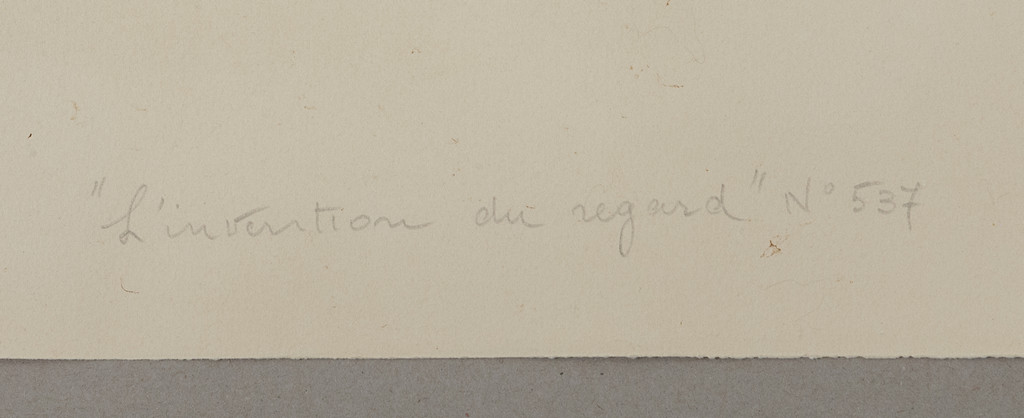 "L'invention du regard" N° 537